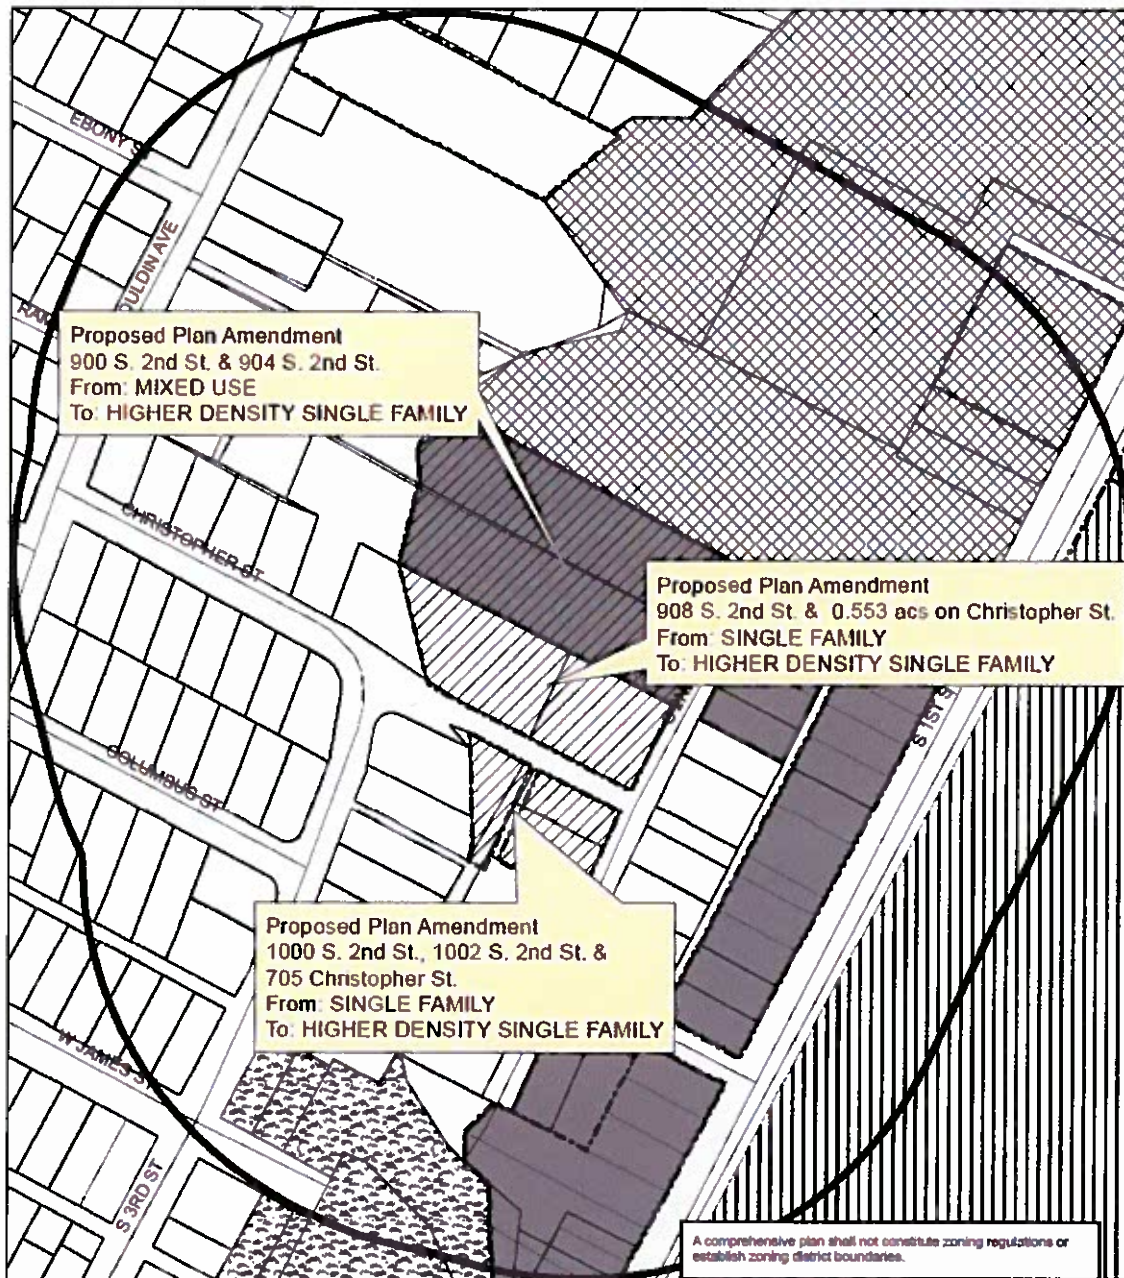 EBONY ST
OULDIN AVE
RAM
Proposed Plan Amendment
900 S. 2nd St. & 904 S. 2nd St.
From: MIXED USE
To: HIGHER DENSITY SINGLE FAMILY
CHRISTOPHER ST
Proposed Plan Amendment
908 S. 2nd St. & 0.553 acs on Christopher St.
From: SINGLE FAMILY
To: HIGHER DENSITY SINGLE FAMILY
S 1ST S
COLUMBUS ST
Proposed Plan Amendment
1000 S. 2nd St., 1002 S. 2nd St. &
705 Christopher St.
From: SINGLE FAMILY
To: HIGHER DENSITY SINGLE FAMILY
W JAMES ST
S 3RD ST
A comprehensive plan shall not constitute zoning regulations or
establish zoning district boundaries.